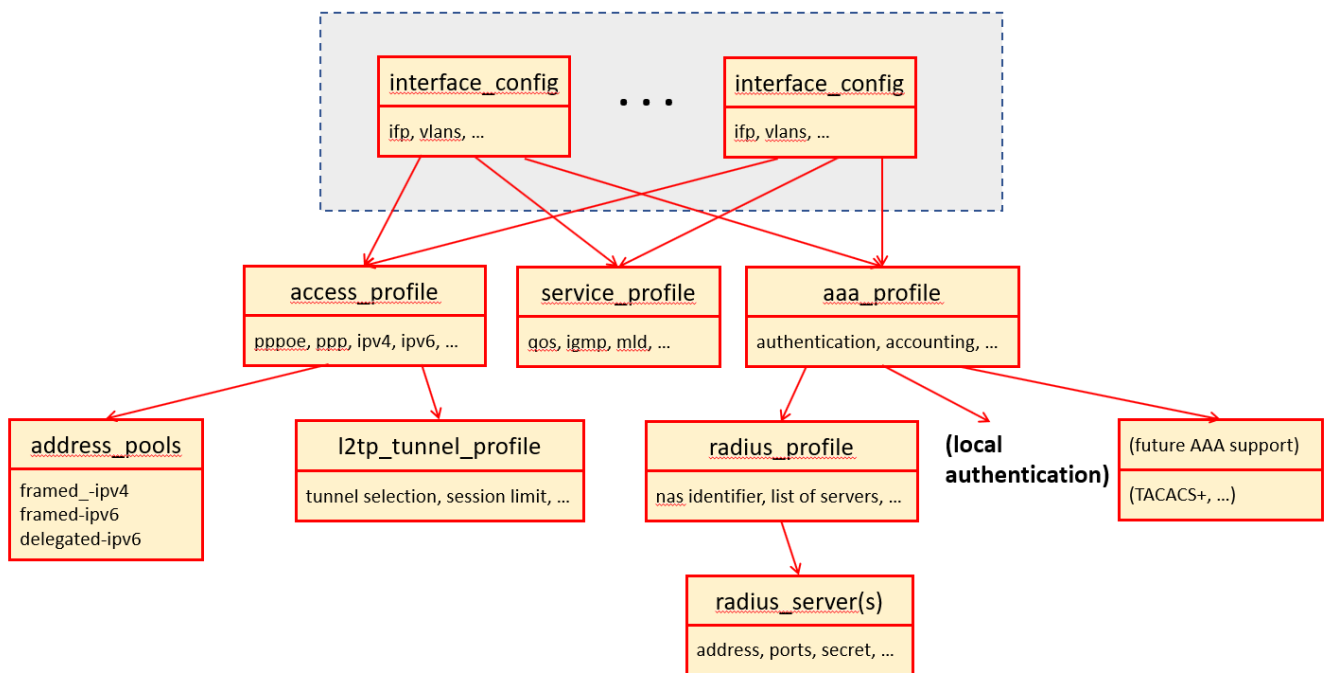 interface_config
ifp, vlans, ...
. . .
interface_config
ifp, vlans, ...
access_profile
pppoe, ppp, ipv4, ipv6, ...
service_profile
qos, igmp, mld, ...
aaa_profile
authentication, accounting, ...
address_pools
framed_-ipv4
framed-ipv6
delegated-ipv6
l2tp_tunnel_profile
tunnel selection, session limit, ...
radius_profile
nas identifier, list of servers, ...
(local
authentication)
(future AAA support)
(TACACS+, ...)
radius_server(s)
address, ports, secret, ...